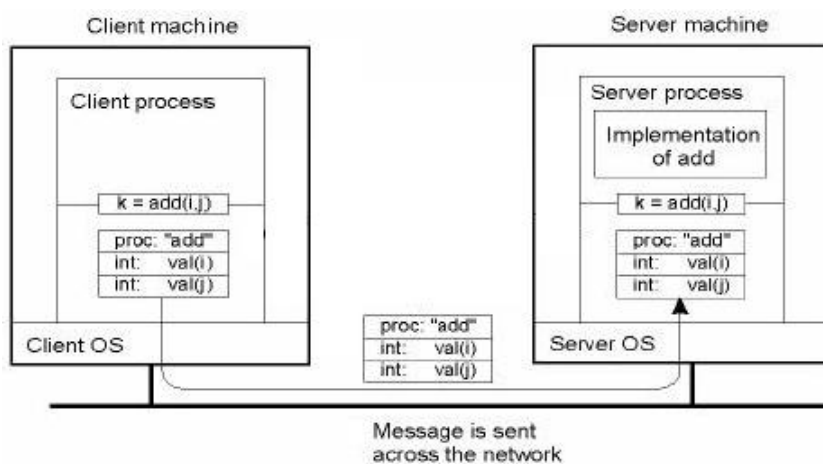 Client machine
Server machine
Client process
Server process
Implementation
of add
k = add(i,j)
k = add(i,j)
proc: "add"
int: val(i)
int: val(j)
proc: "add"
int: val(i)
int: val(j)
proc: "add"
int: val(i)
int: val(j)
Client OS
Server OS
Message is sent
across the network